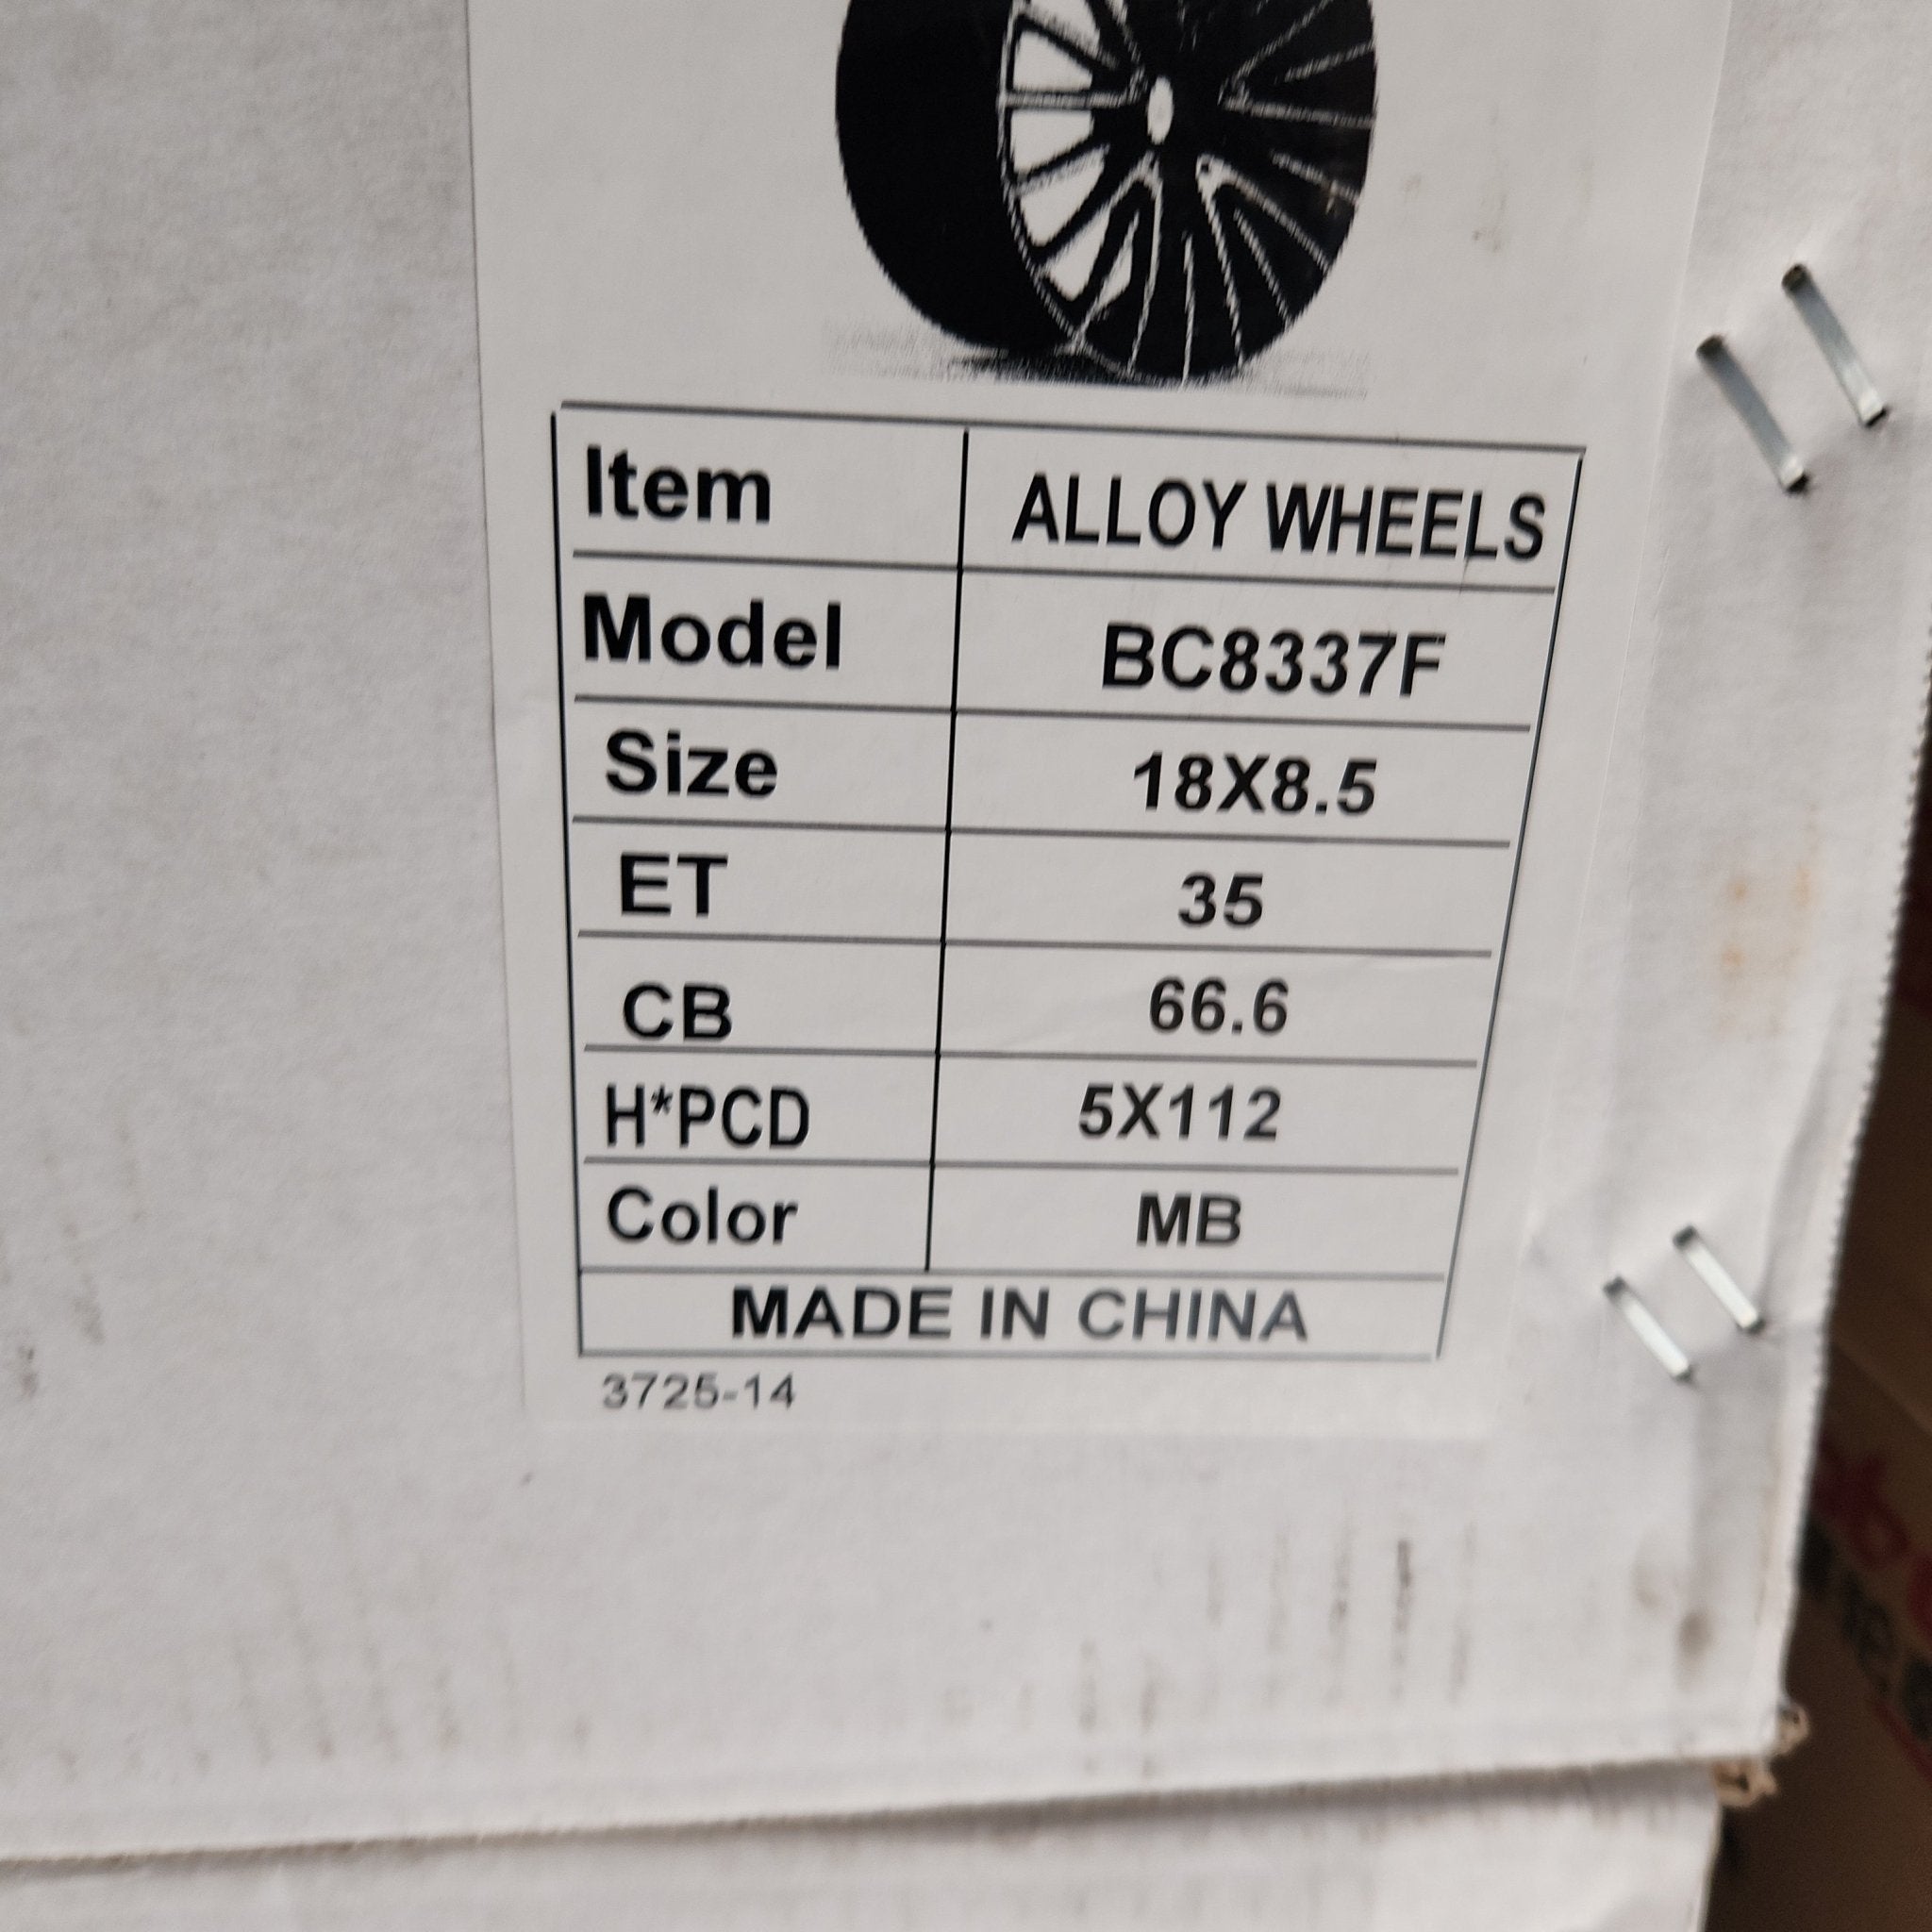 Item ALLOY WHEELS
Model BC8337F
Size 18X8.5
ET 35
CB 66.6
H*PCD 5X112
Color MB
MADE IN CHINA
3725-14